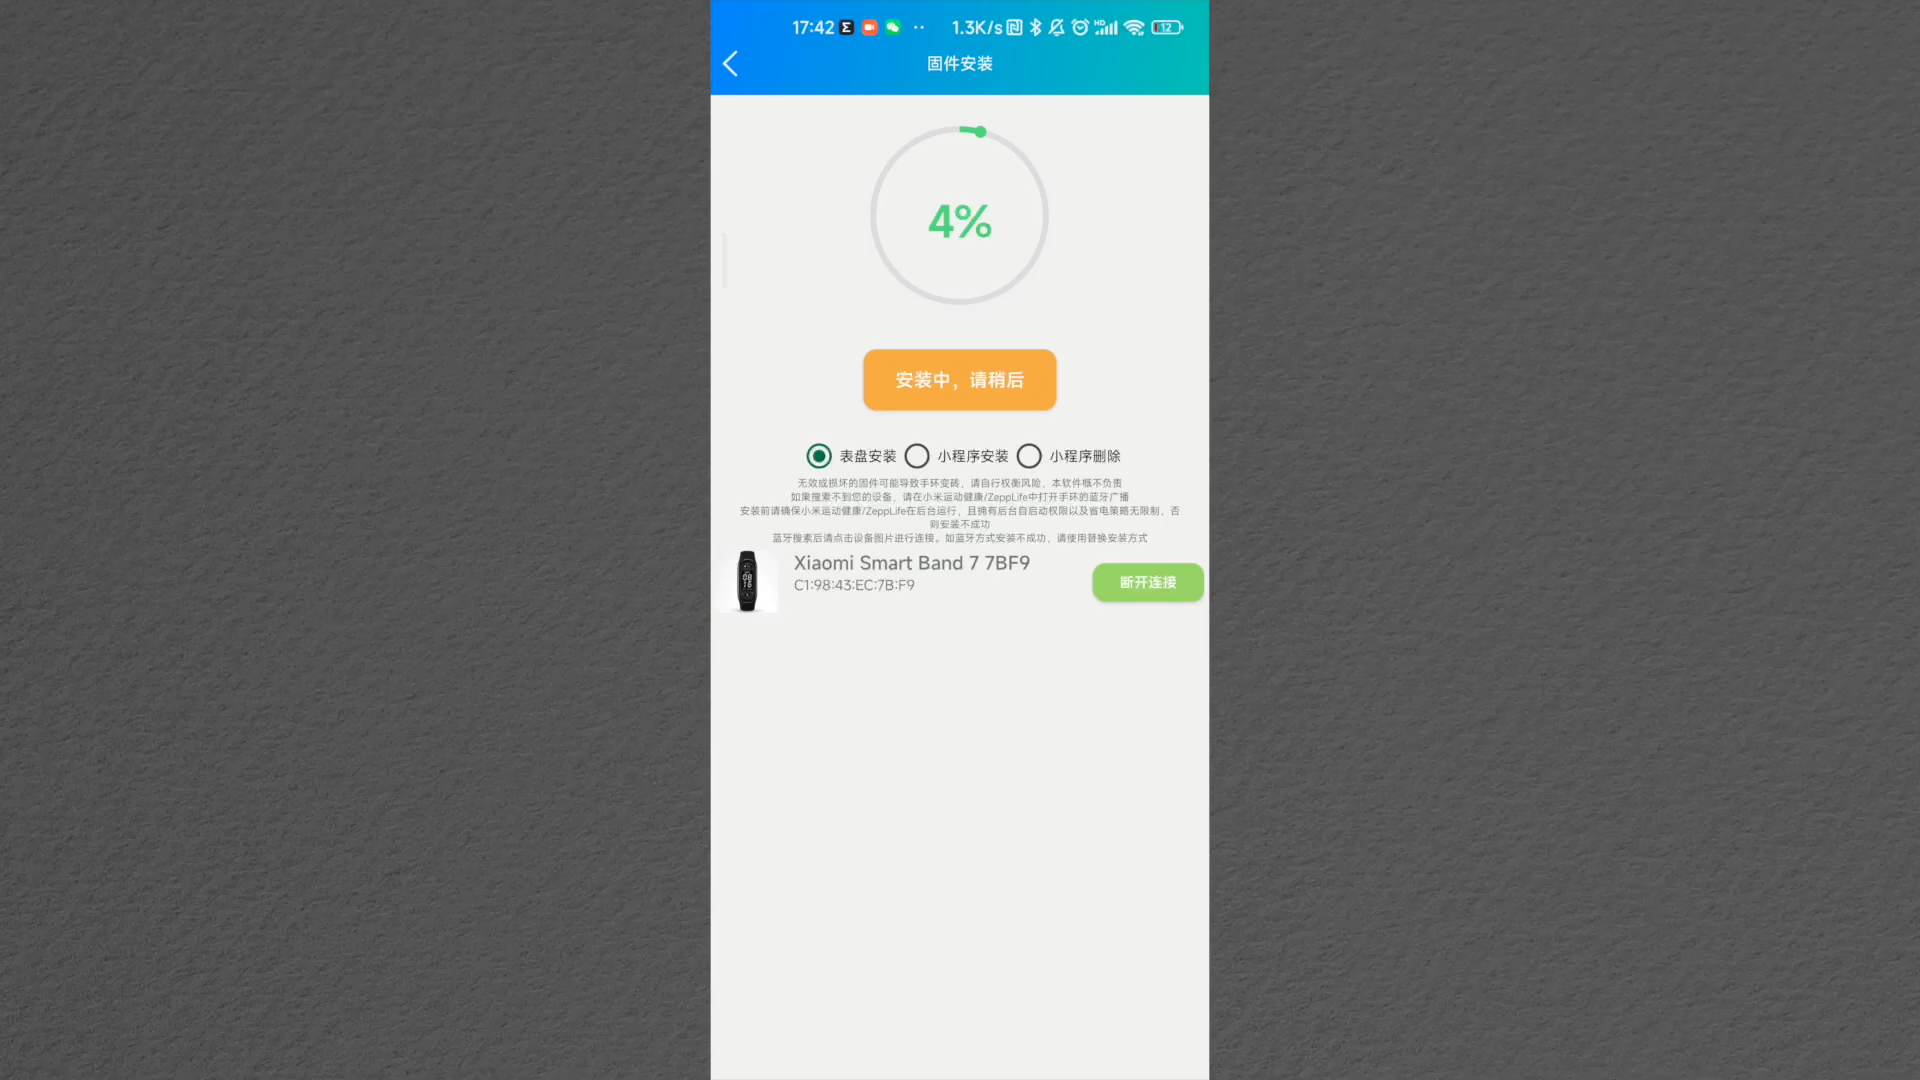 17:42 1.3K/s HD 12
固件安装
4%
安装中，请稍后
表盘安装 小程序安装 小程序删除
无效或损坏的固件可能导致手环变砖，请自行权衡风险，本软件概不负责
如果搜索不到您的设备，请在小米运动健康/ZeppLife中打开手环的蓝牙广播
安装前请确保小米运动健康/ZeppLife在后台运行，且拥有后台自启动权限以及省电策略无限制，否
则安装不成功
蓝牙搜索后请点击设备图片进行连接。如蓝牙方式安装不成功，请使用替换安装方式
Xiaomi Smart Band 7 7BF9
C1:98:43:EC:7B:F9
断开连接